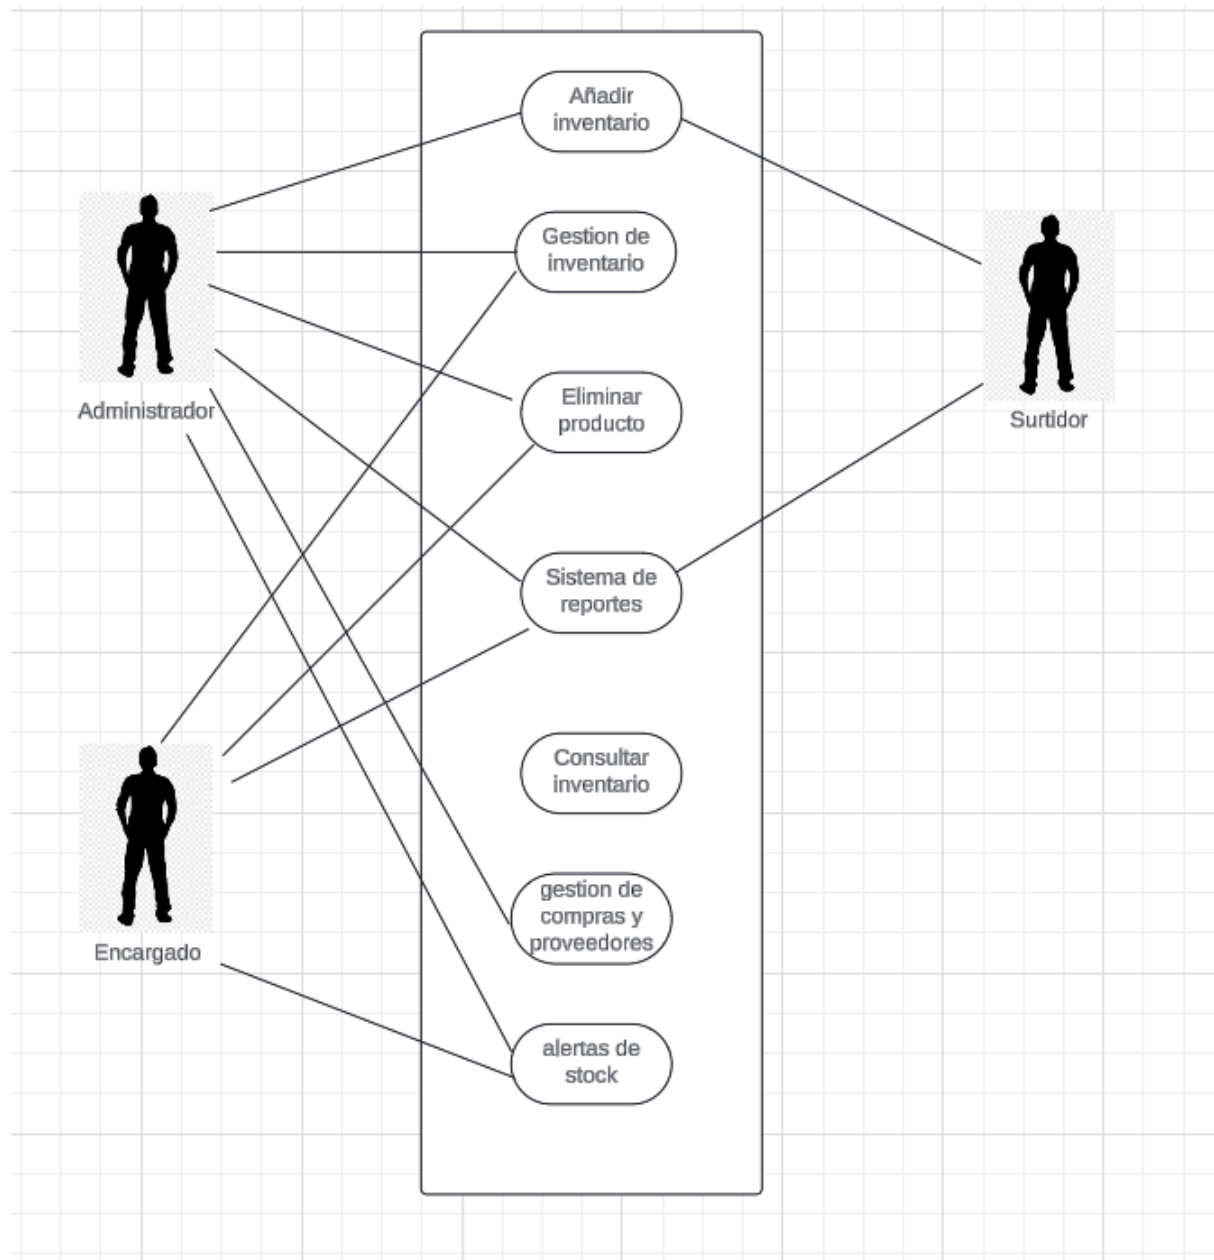 Añadir
inventario
Gestion de
inventario
Eliminar
producto
Administrador
Surtidor
Sistema de
reportes
Consultar
inventario
gestion de
compras y
proveedores
Encargado
alertas de
stock